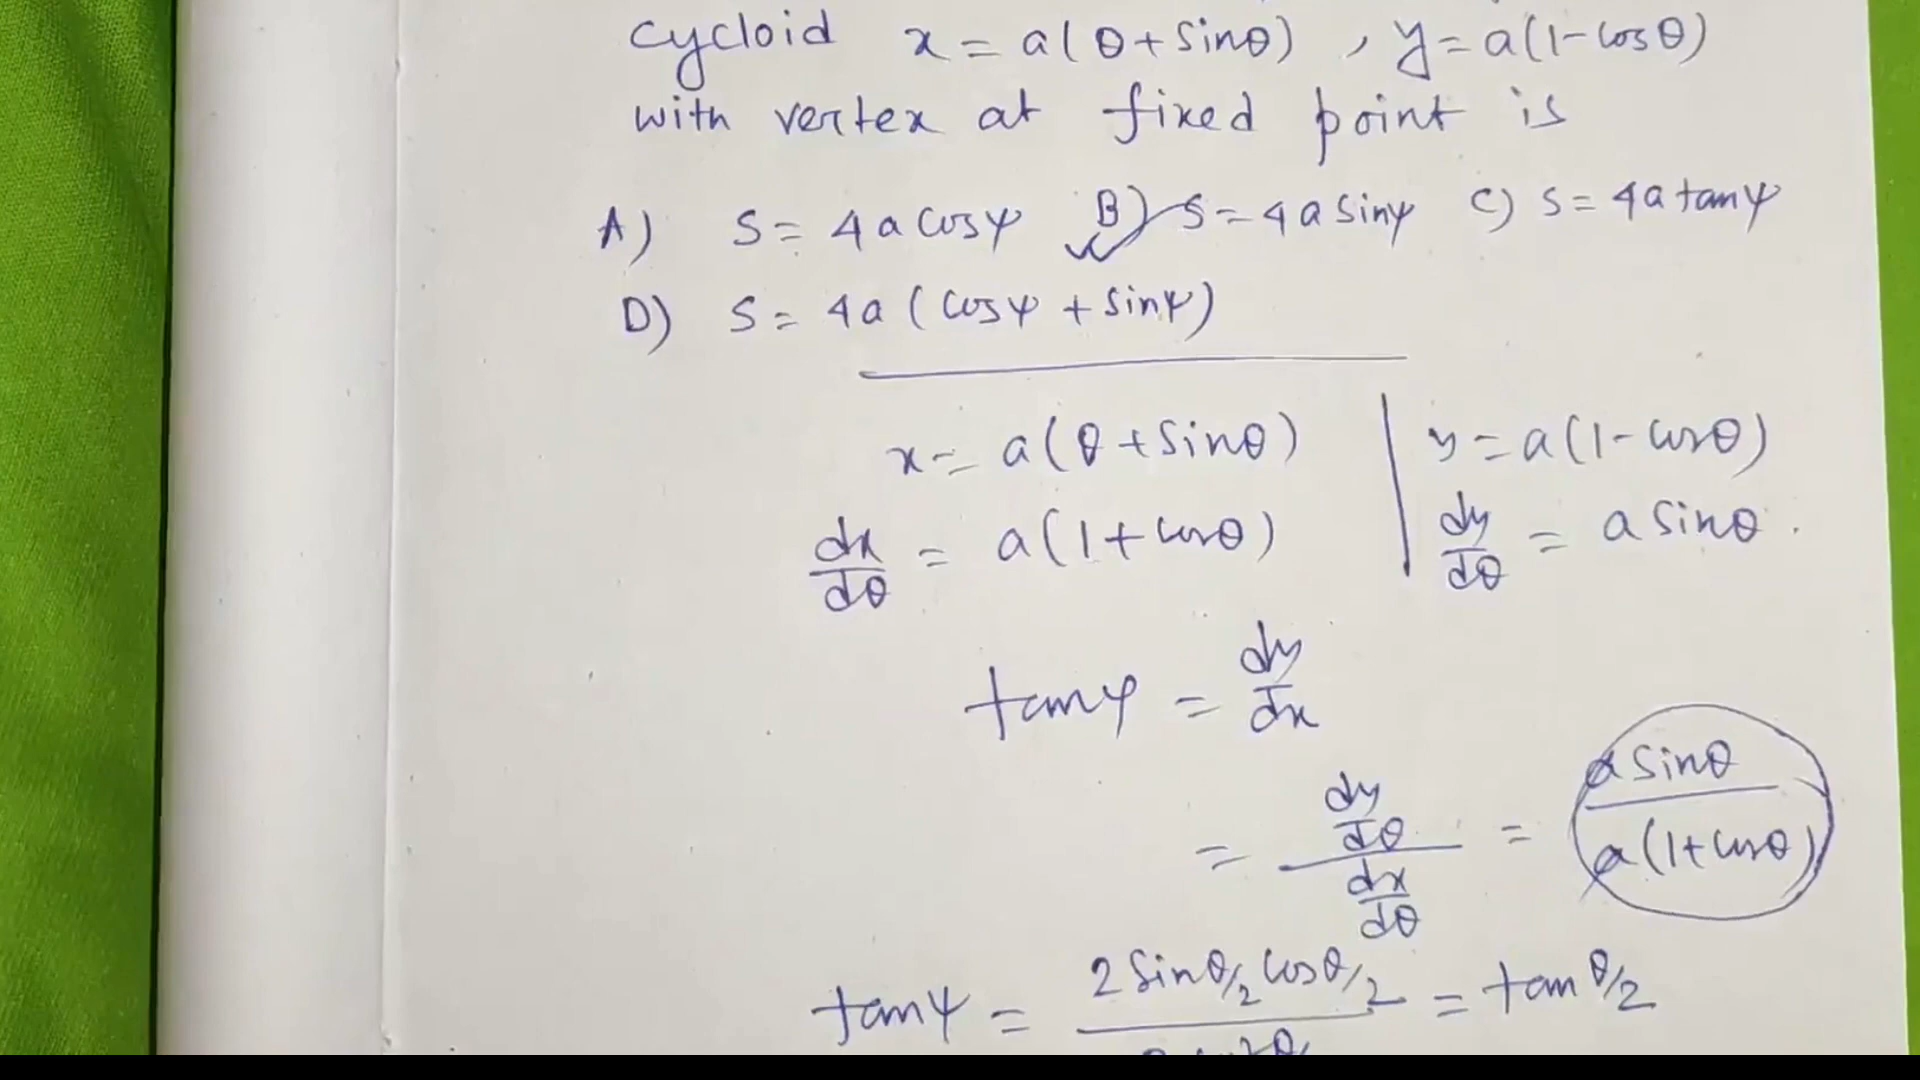 cycloid x = a(θ+sinθ) , y = a(1-cosθ)
with vertex at fixed point is
A) S = 4a cosψ B) S = 4a sinψ C) S = 4a tanψ
D) S = 4a (cosψ + sinψ)
x = a(θ+sinθ) | y = a(1-cosθ)
dx/dθ = a(1+cosθ) | dy/dθ = a sinθ .
tanψ = dy/dx
= (dy/dθ)/(dx/dθ) = (a sinθ)/(a(1+cosθ))
tanψ = 2 sinθ/2 cosθ/2 = tan θ/2